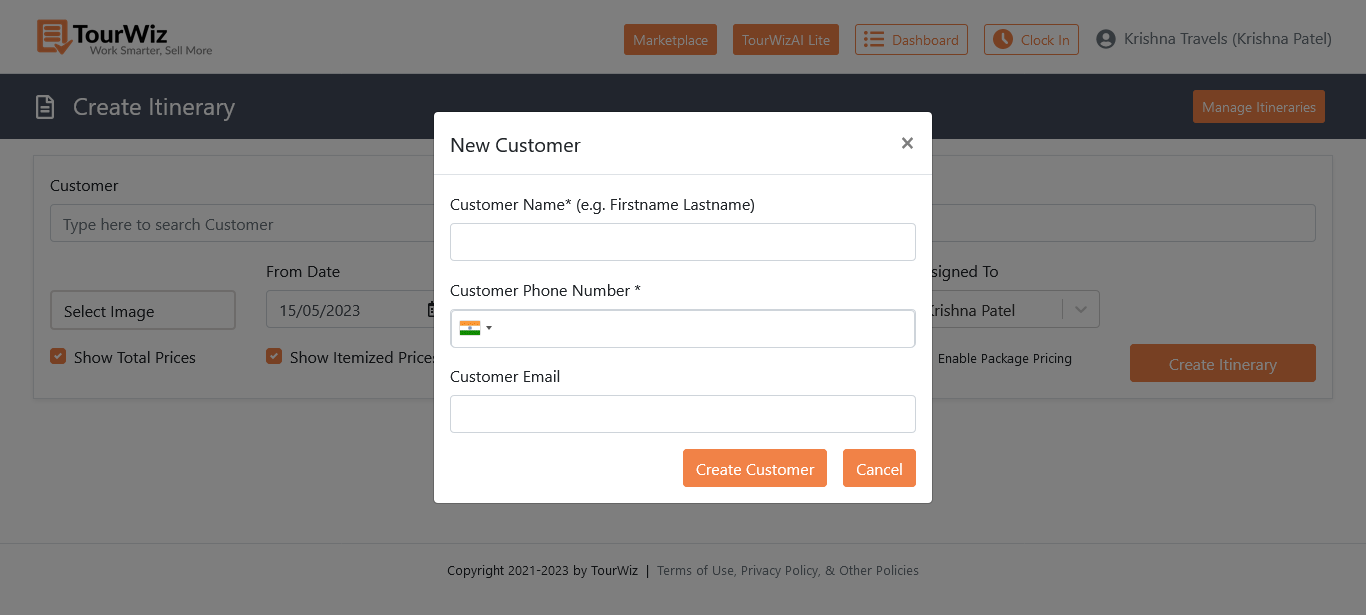 TourWiz
Work Smarter, Sell More
Marketplace
TourWizAI Lite
Dashboard
Clock In
Krishna Travels (Krishna Patel)
Create Itinerary
Manage Itineraries
New Customer
×
Customer Name* (e.g. Firstname Lastname)
Customer Phone Number *
Customer Email
Create Customer
Cancel
Customer
Type here to search Customer
From Date
signed To
Select Image
15/05/2023
Krishna Patel
Show Total Prices
Show Itemized Prices
Enable Package Pricing
Create Itinerary
Copyright 2021-2023 by TourWiz | Terms of Use, Privacy Policy, & Other Policies